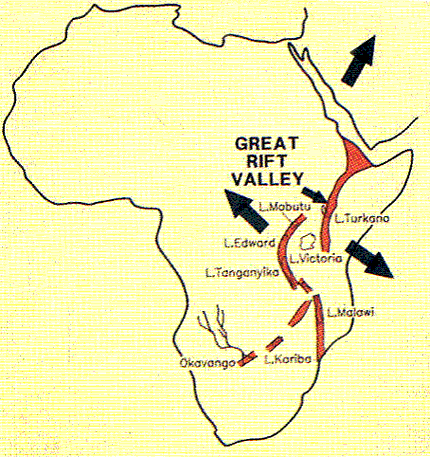 GREAT
RIFT
VALLEY
L.Mobutu
L.Turkana
L.Edward
L.Victoria
L.Tanganyika
L.Malawi
Okavango
L.Kariba